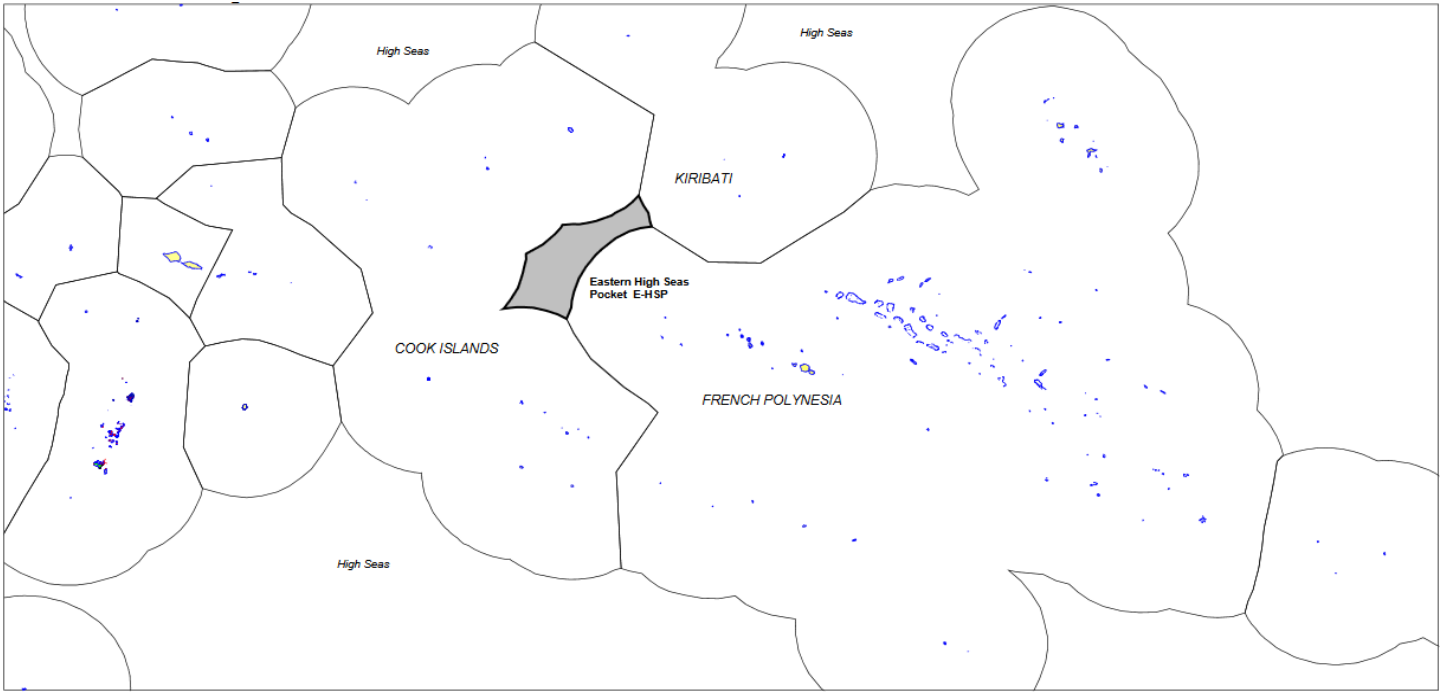 High Seas
High Seas
KIRIBATI
Eastern High Seas
Pocket E-HSP
COOK ISLANDS
FRENCH POLYNESIA
High Seas